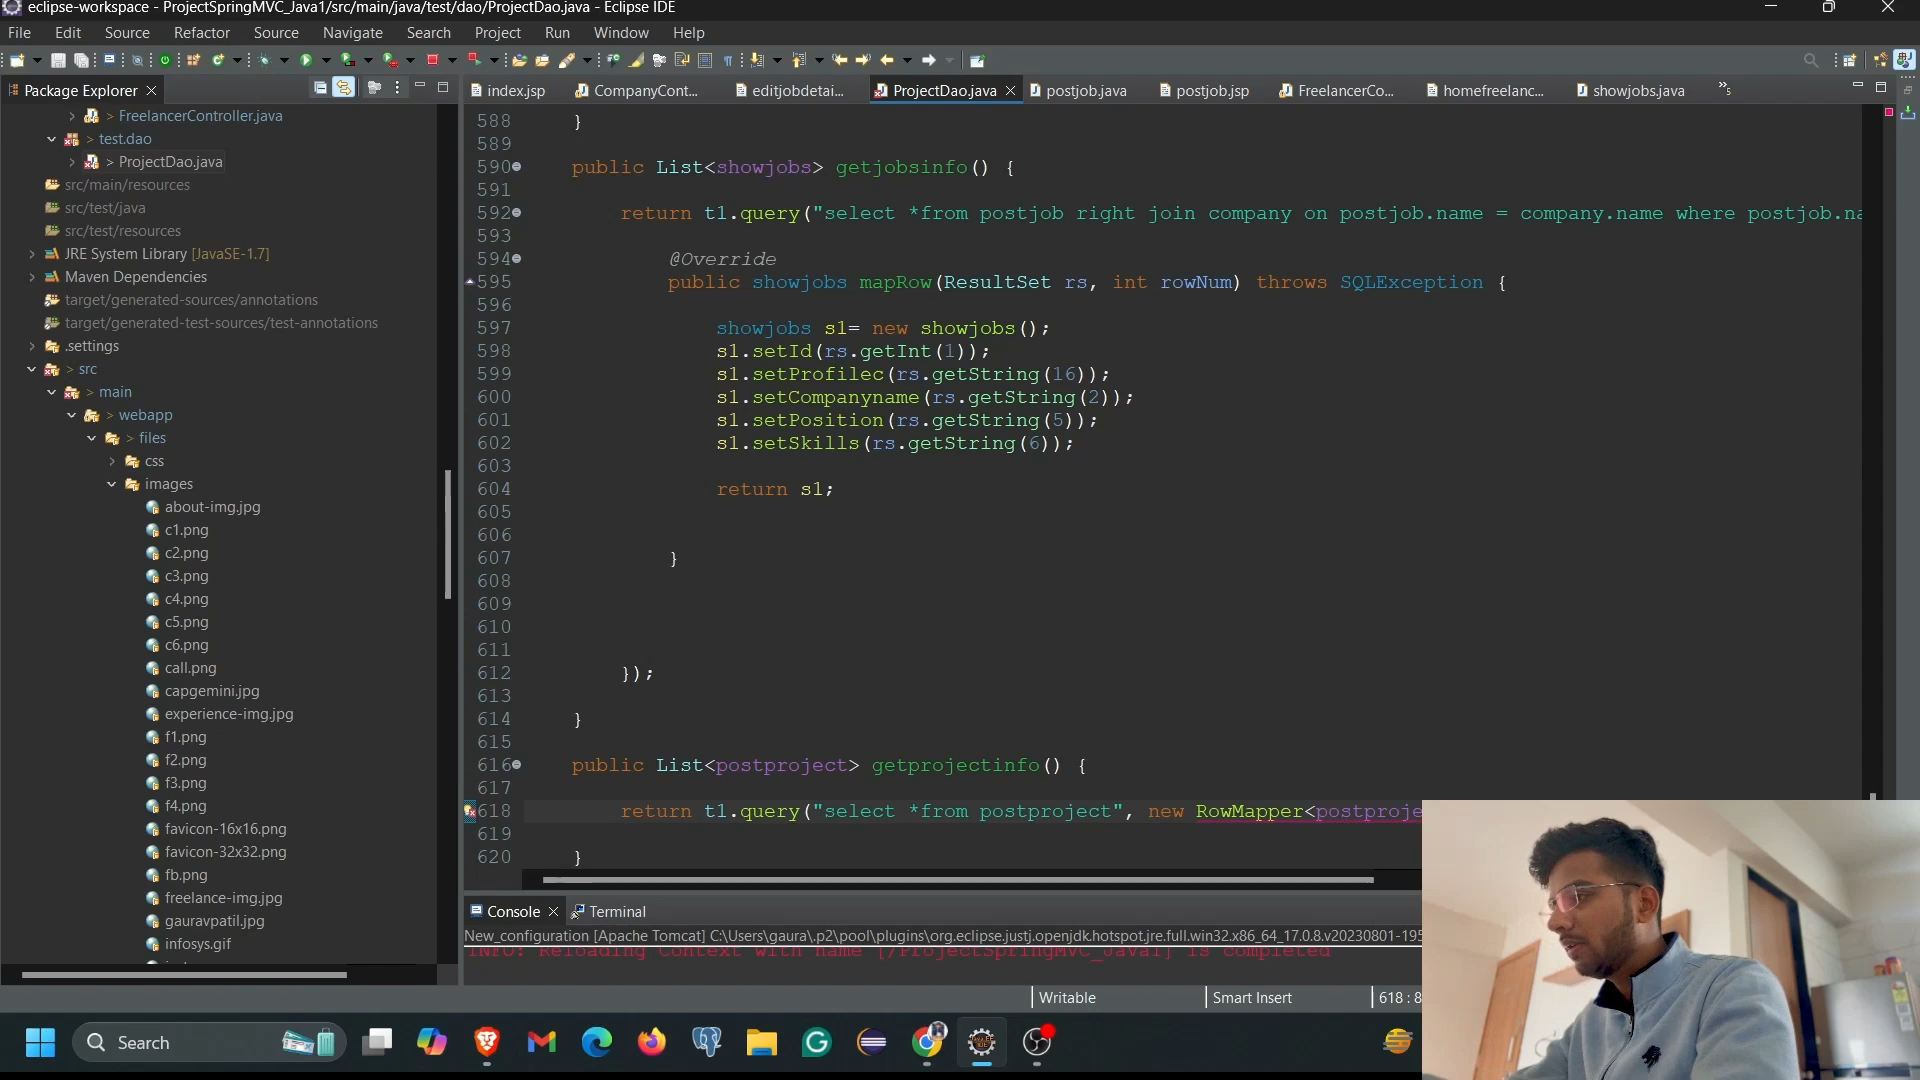 eclipse-workspace - ProjectSpringMVC_Java1/src/main/java/test/dao/ProjectDao.java - Eclipse IDE
File Edit Source Refactor Source Navigate Search Project Run Window Help
Package Explorer
index.jsp CompanyCont... editjobdetai... ProjectDao.java postjob.java postjob.jsp FreelancerCo... homefreelanc... showjobs.java »5
> FreelancerController.java
> test.dao
> ProjectDao.java
src/main/resources
src/test/java
src/test/resources
JRE System Library [JavaSE-1.7]
Maven Dependencies
target/generated-sources/annotations
target/generated-test-sources/test-annotations
.settings
> src
> main
> webapp
> files
css
images
about-img.jpg
c1.png
c2.png
c3.png
c4.png
c5.png
c6.png
call.png
capgemini.jpg
experience-img.jpg
f1.png
f2.png
f3.png
f4.png
favicon-16x16.png
favicon-32x32.png
fb.png
freelance-img.jpg
gauravpatil.jpg
infosys.gif
588 }
589
590 public List<showjobs> getjobsinfo() {
591
592 return t1.query("select *from postjob right join company on postjob.name = company.name where postjob.na
593
594 @Override
595 public showjobs mapRow(ResultSet rs, int rowNum) throws SQLException {
596
597 showjobs s1= new showjobs();
598 s1.setId(rs.getInt(1));
599 s1.setProfilec(rs.getString(16));
600 s1.setCompanyname(rs.getString(2));
601 s1.setPosition(rs.getString(5));
602 s1.setSkills(rs.getString(6));
603
604 return s1;
605
606
607 }
608
609
610
611
612 });
613
614 }
615
616 public List<postproject> getprojectinfo() {
617
618 return t1.query("select *from postproject", new RowMapper<postproje
619
620 }
Console Terminal
New_configuration [Apache Tomcat] C:\Users\gaura\.p2\pool\plugins\org.eclipse.justj.openjdk.hotspot.jre.full.win32.x86_64_17.0.8.v20230801-195
INFO: Reloading Context with name [/ProjectSpringMVC_Java1] is completed
Writable Smart Insert 618 : 8
Search